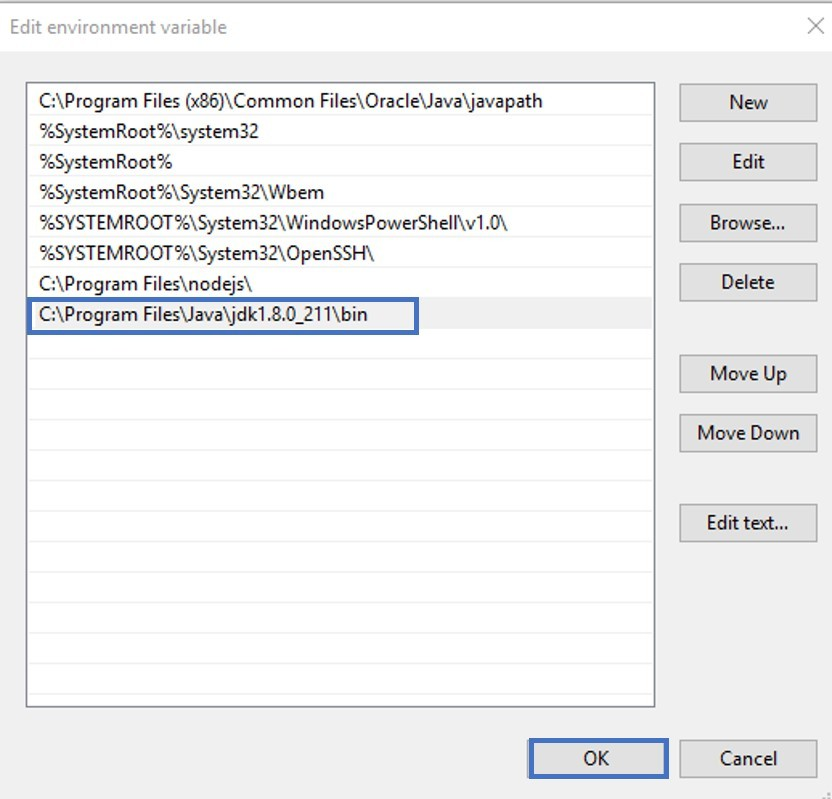 Edit environment variable
C:\Program Files (x86)\Common Files\Oracle\Java\javapath
%SystemRoot%\system32
%SystemRoot%
%SystemRoot%\System32\Wbem
%SYSTEMROOT%\System32\WindowsPowerShell\v1.0\
%SYSTEMROOT%\System32\OpenSSH\
C:\Program Files\nodejs\
C:\Program Files\Java\jdk1.8.0_211\bin
New
Edit
Browse...
Delete
Move Up
Move Down
Edit text...
OK
Cancel